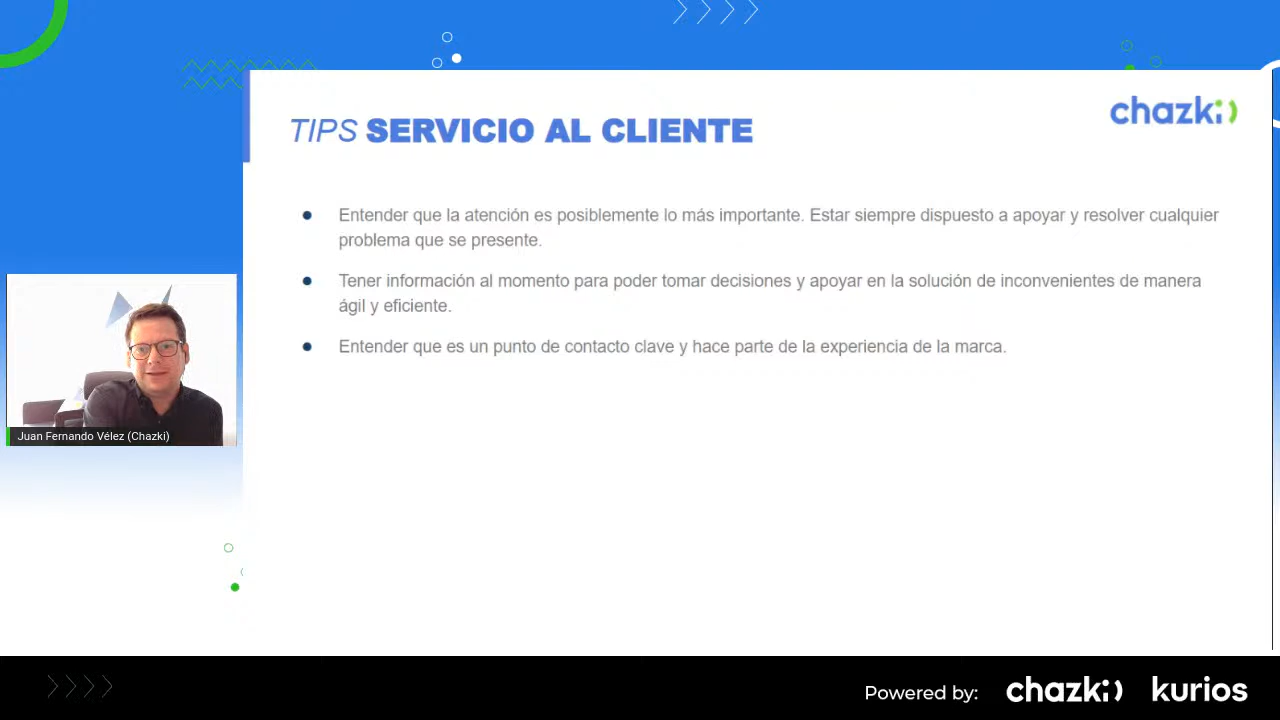 TIPS SERVICIO AL CLIENTE
chazki
Entender que la atención es posiblemente lo más importante. Estar siempre dispuesto a apoyar y resolver cualquier
problema que se presente.
Tener información al momento para poder tomar decisiones y apoyar en la solución de inconvenientes de manera
ágil y eficiente.
Entender que es un punto de contacto clave y hace parte de la experiencia de la marca.
Juan Fernando Vélez (Chazki)
Powered by: chazki kurios